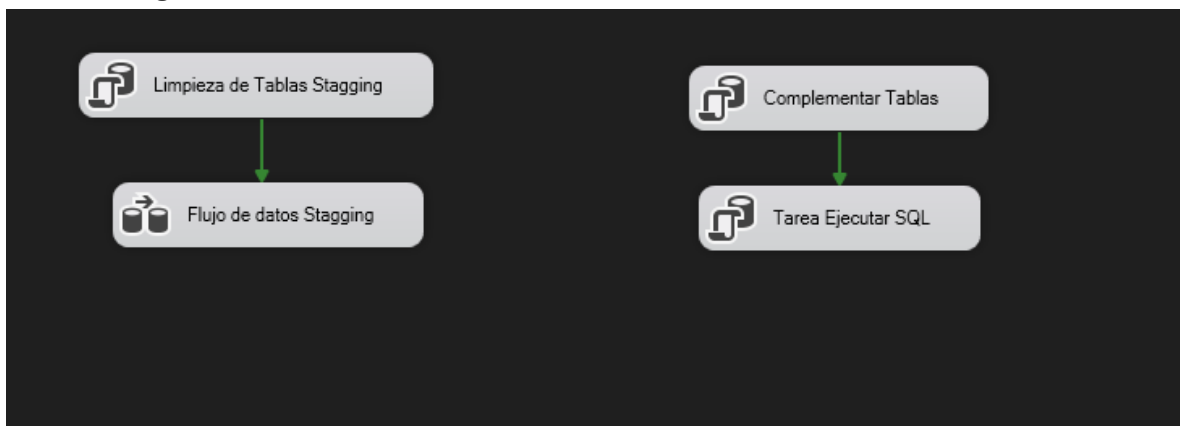 Limpieza de Tablas Stagging
Complementar Tablas
Flujo de datos Stagging
Tarea Ejecutar SQL